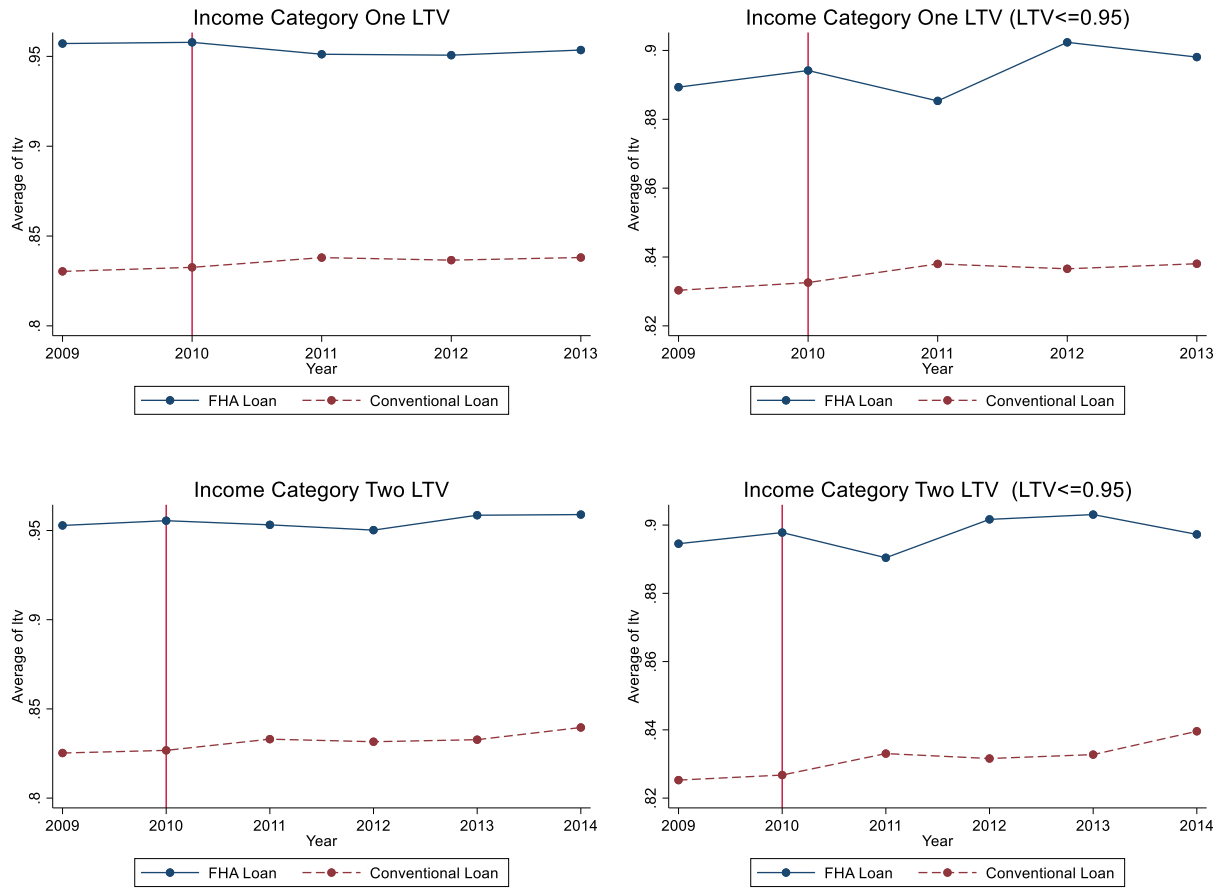 Income Category One LTV
Average of ltv
.95
.9
.85
.8
2009 2010 2011 2012 2013
Year
FHA Loan Conventional Loan
Income Category One LTV (LTV<=0.95)
Average of ltv
.9
.88
.86
.84
.82
2009 2010 2011 2012 2013
Year
FHA Loan Conventional Loan
Income Category Two LTV
Average of ltv
.95
.9
.85
.8
2009 2010 2011 2012 2013 2014
Year
FHA Loan Conventional Loan
Income Category Two LTV  (LTV<=0.95)
Average of ltv
.9
.88
.86
.84
.82
2009 2010 2011 2012 2013 2014
Year
FHA Loan Conventional Loan